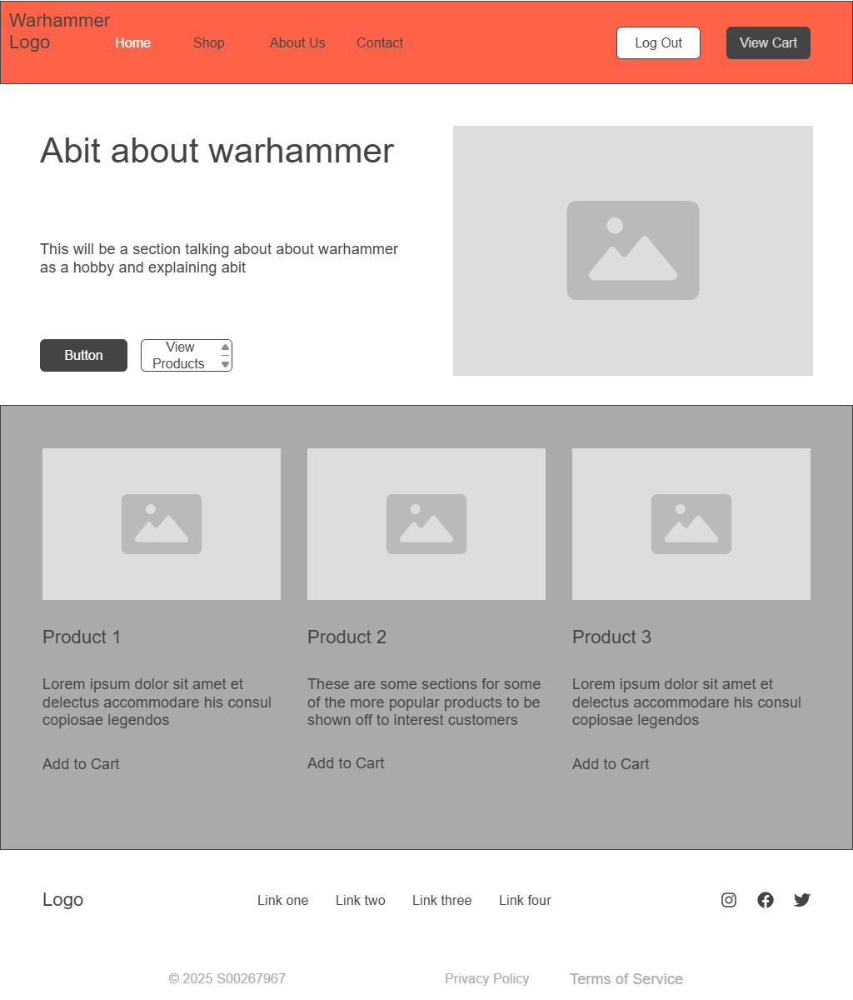 Warhammer
Logo
Home
Shop
About Us
Contact
Log Out
View Cart
Abit about warhammer
This will be a section talking about about warhammer
as a hobby and explaining abit
Button
View
Products
Product 1
Lorem ipsum dolor sit amet et
delectus accommodare his consul
copiosae legendos
Add to Cart
Product 2
These are some sections for some
of the more popular products to be
shown off to interest customers
Add to Cart
Product 3
Lorem ipsum dolor sit amet et
delectus accommodare his consul
copiosae legendos
Add to Cart
Logo
Link one
Link two
Link three
Link four
© 2025 S00267967
Privacy Policy
Terms of Service